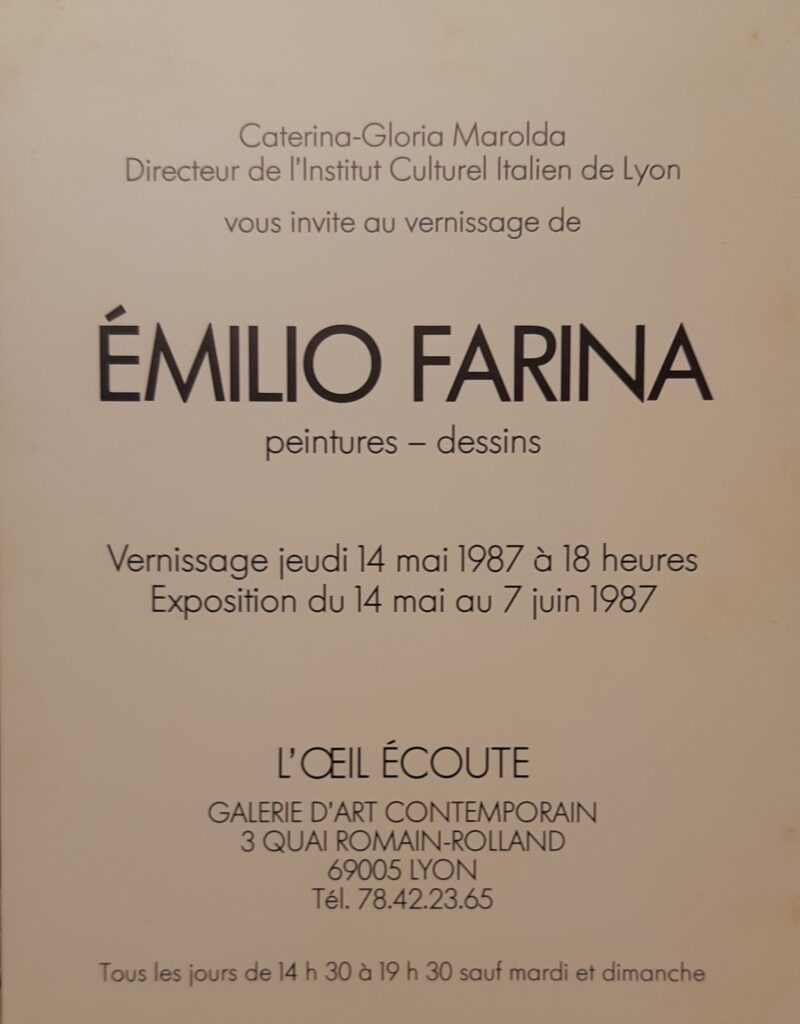 Caterina-Gloria Marolda
Directeur de l'Institut Culturel Italien de Lyon
vous invite au vernissage de
ÉMILIO FARINA
peintures – dessins
Vernissage jeudi 14 mai 1987 à 18 heures
Exposition du 14 mai au 7 juin 1987
L'ŒIL ÉCOUTE
GALERIE D'ART CONTEMPORAIN
3 QUAI ROMAIN-ROLLAND
69005 LYON
Tél. 78.42.23.65
Tous les jours de 14 h 30 à 19 h 30 sauf mardi et dimanche